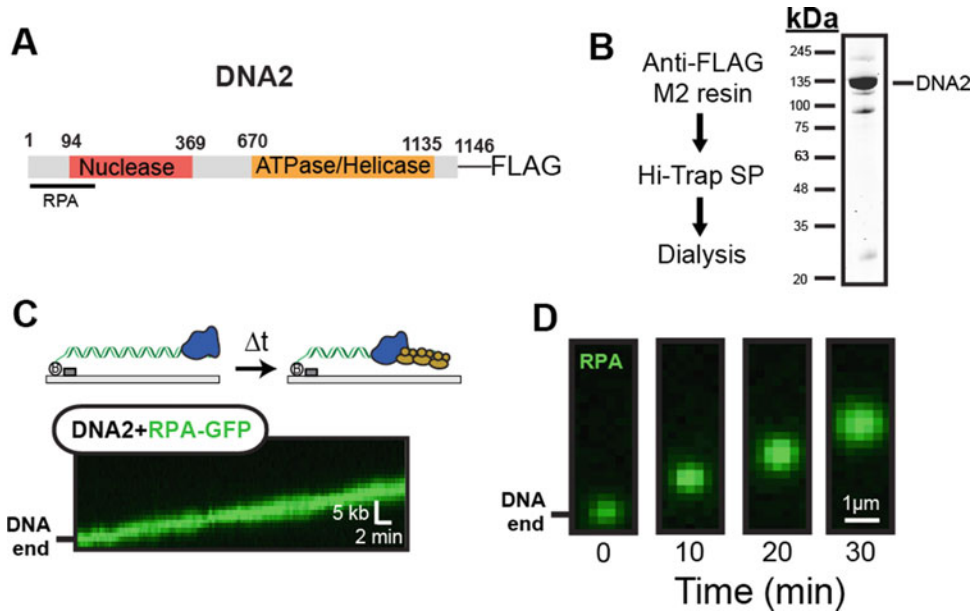 A
DNA2
1 94 369 670 1135 1146
Nuclease ATPase/Helicase FLAG
RPA
B
Anti-FLAG
M2 resin
Hi-Trap SP
Dialysis
kDa
245
135
100
75
63
48
35
20
DNA2
C
Δt
B B
DNA2+RPA-GFP
DNA
end
5 kb
2 min
D
RPA
DNA
end
1µm
0 10 20 30
Time (min)